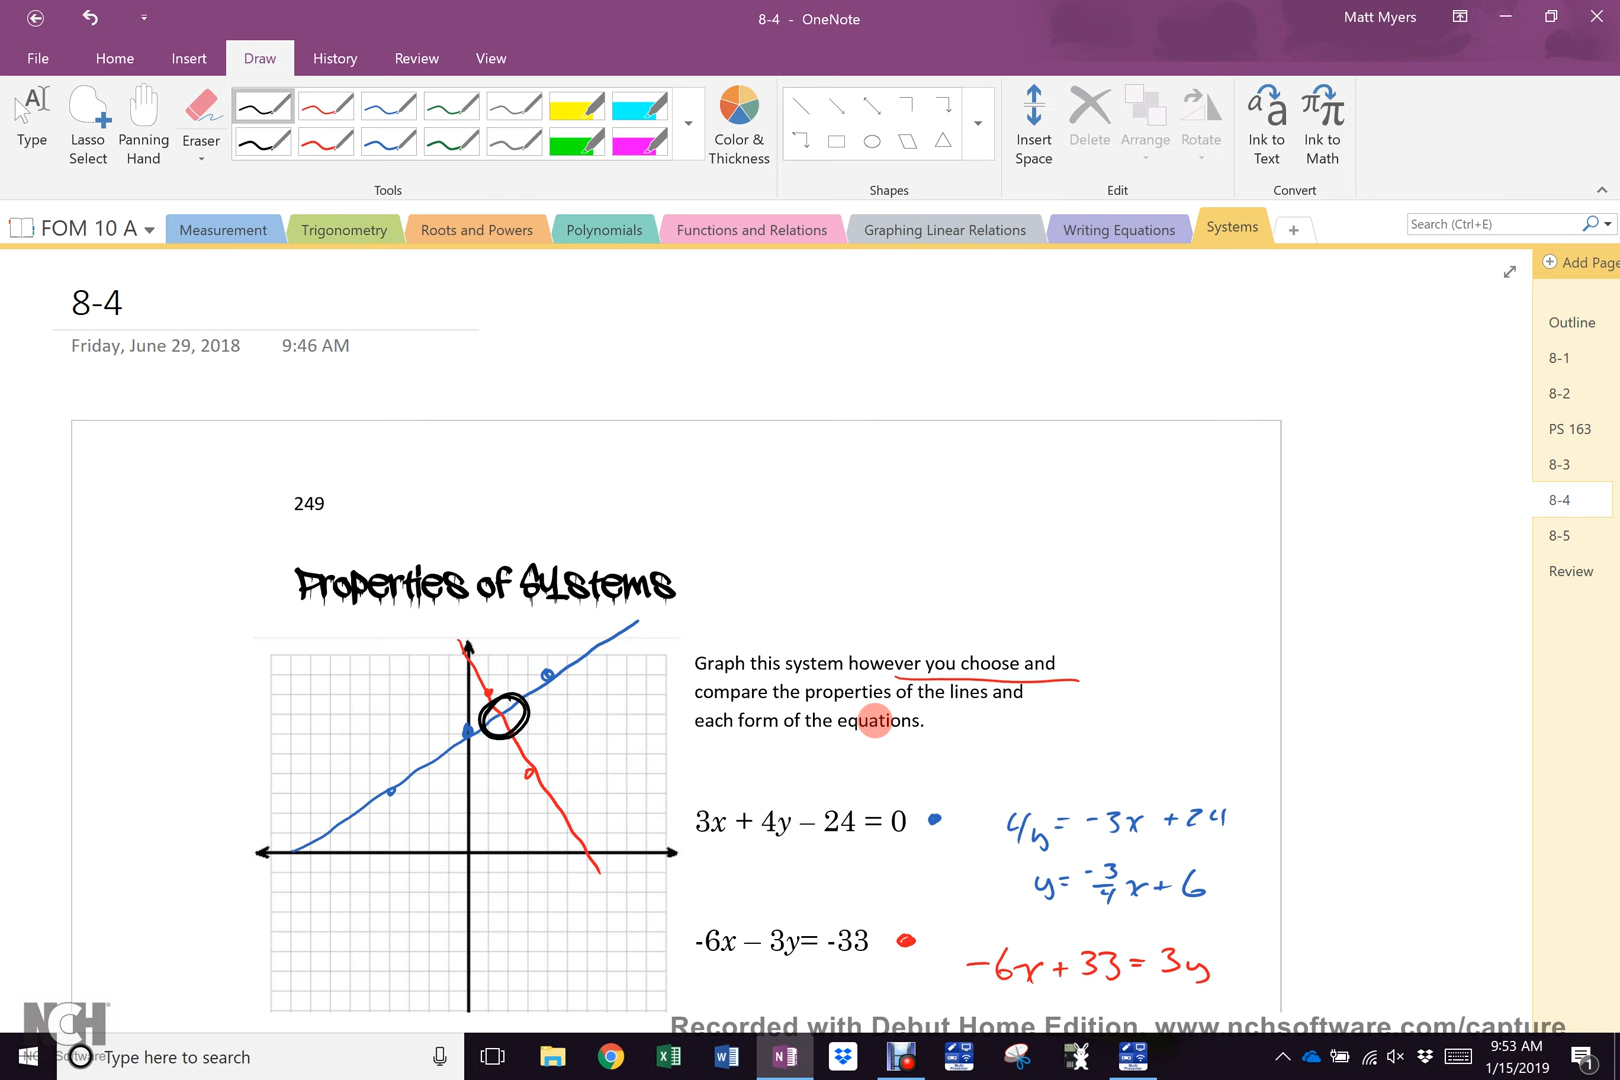 8-4 - OneNote
Matt Myers
File Home Insert Draw History Review View
Type
Lasso Select
Panning Hand
Eraser
Color & Thickness
Insert Space
Delete
Arrange
Rotate
Ink to Text
Ink to Math
Tools
Shapes
Edit
Convert
FOM 10 A
Measurement
Trigonometry
Roots and Powers
Polynomials
Functions and Relations
Graphing Linear Relations
Writing Equations
Systems
Search (Ctrl+E)
Add Page
8-4
Friday, June 29, 2018 9:46 AM
Outline
8-1
8-2
PS 163
8-3
8-4
8-5
Review
249
Properties of Systems
Graph this system however you choose and
compare the properties of the lines and
each form of the equations.
3x + 4y – 24 = 0
4y = -3x + 24
y = -3/4 x + 6
-6x – 3y= -33
-6x + 33 = 3y
NCH
NCH Software
Recorded with Debut Home Edition. www.nchsoftware.com/capture
Type here to search
9:53 AM
1/15/2019
1